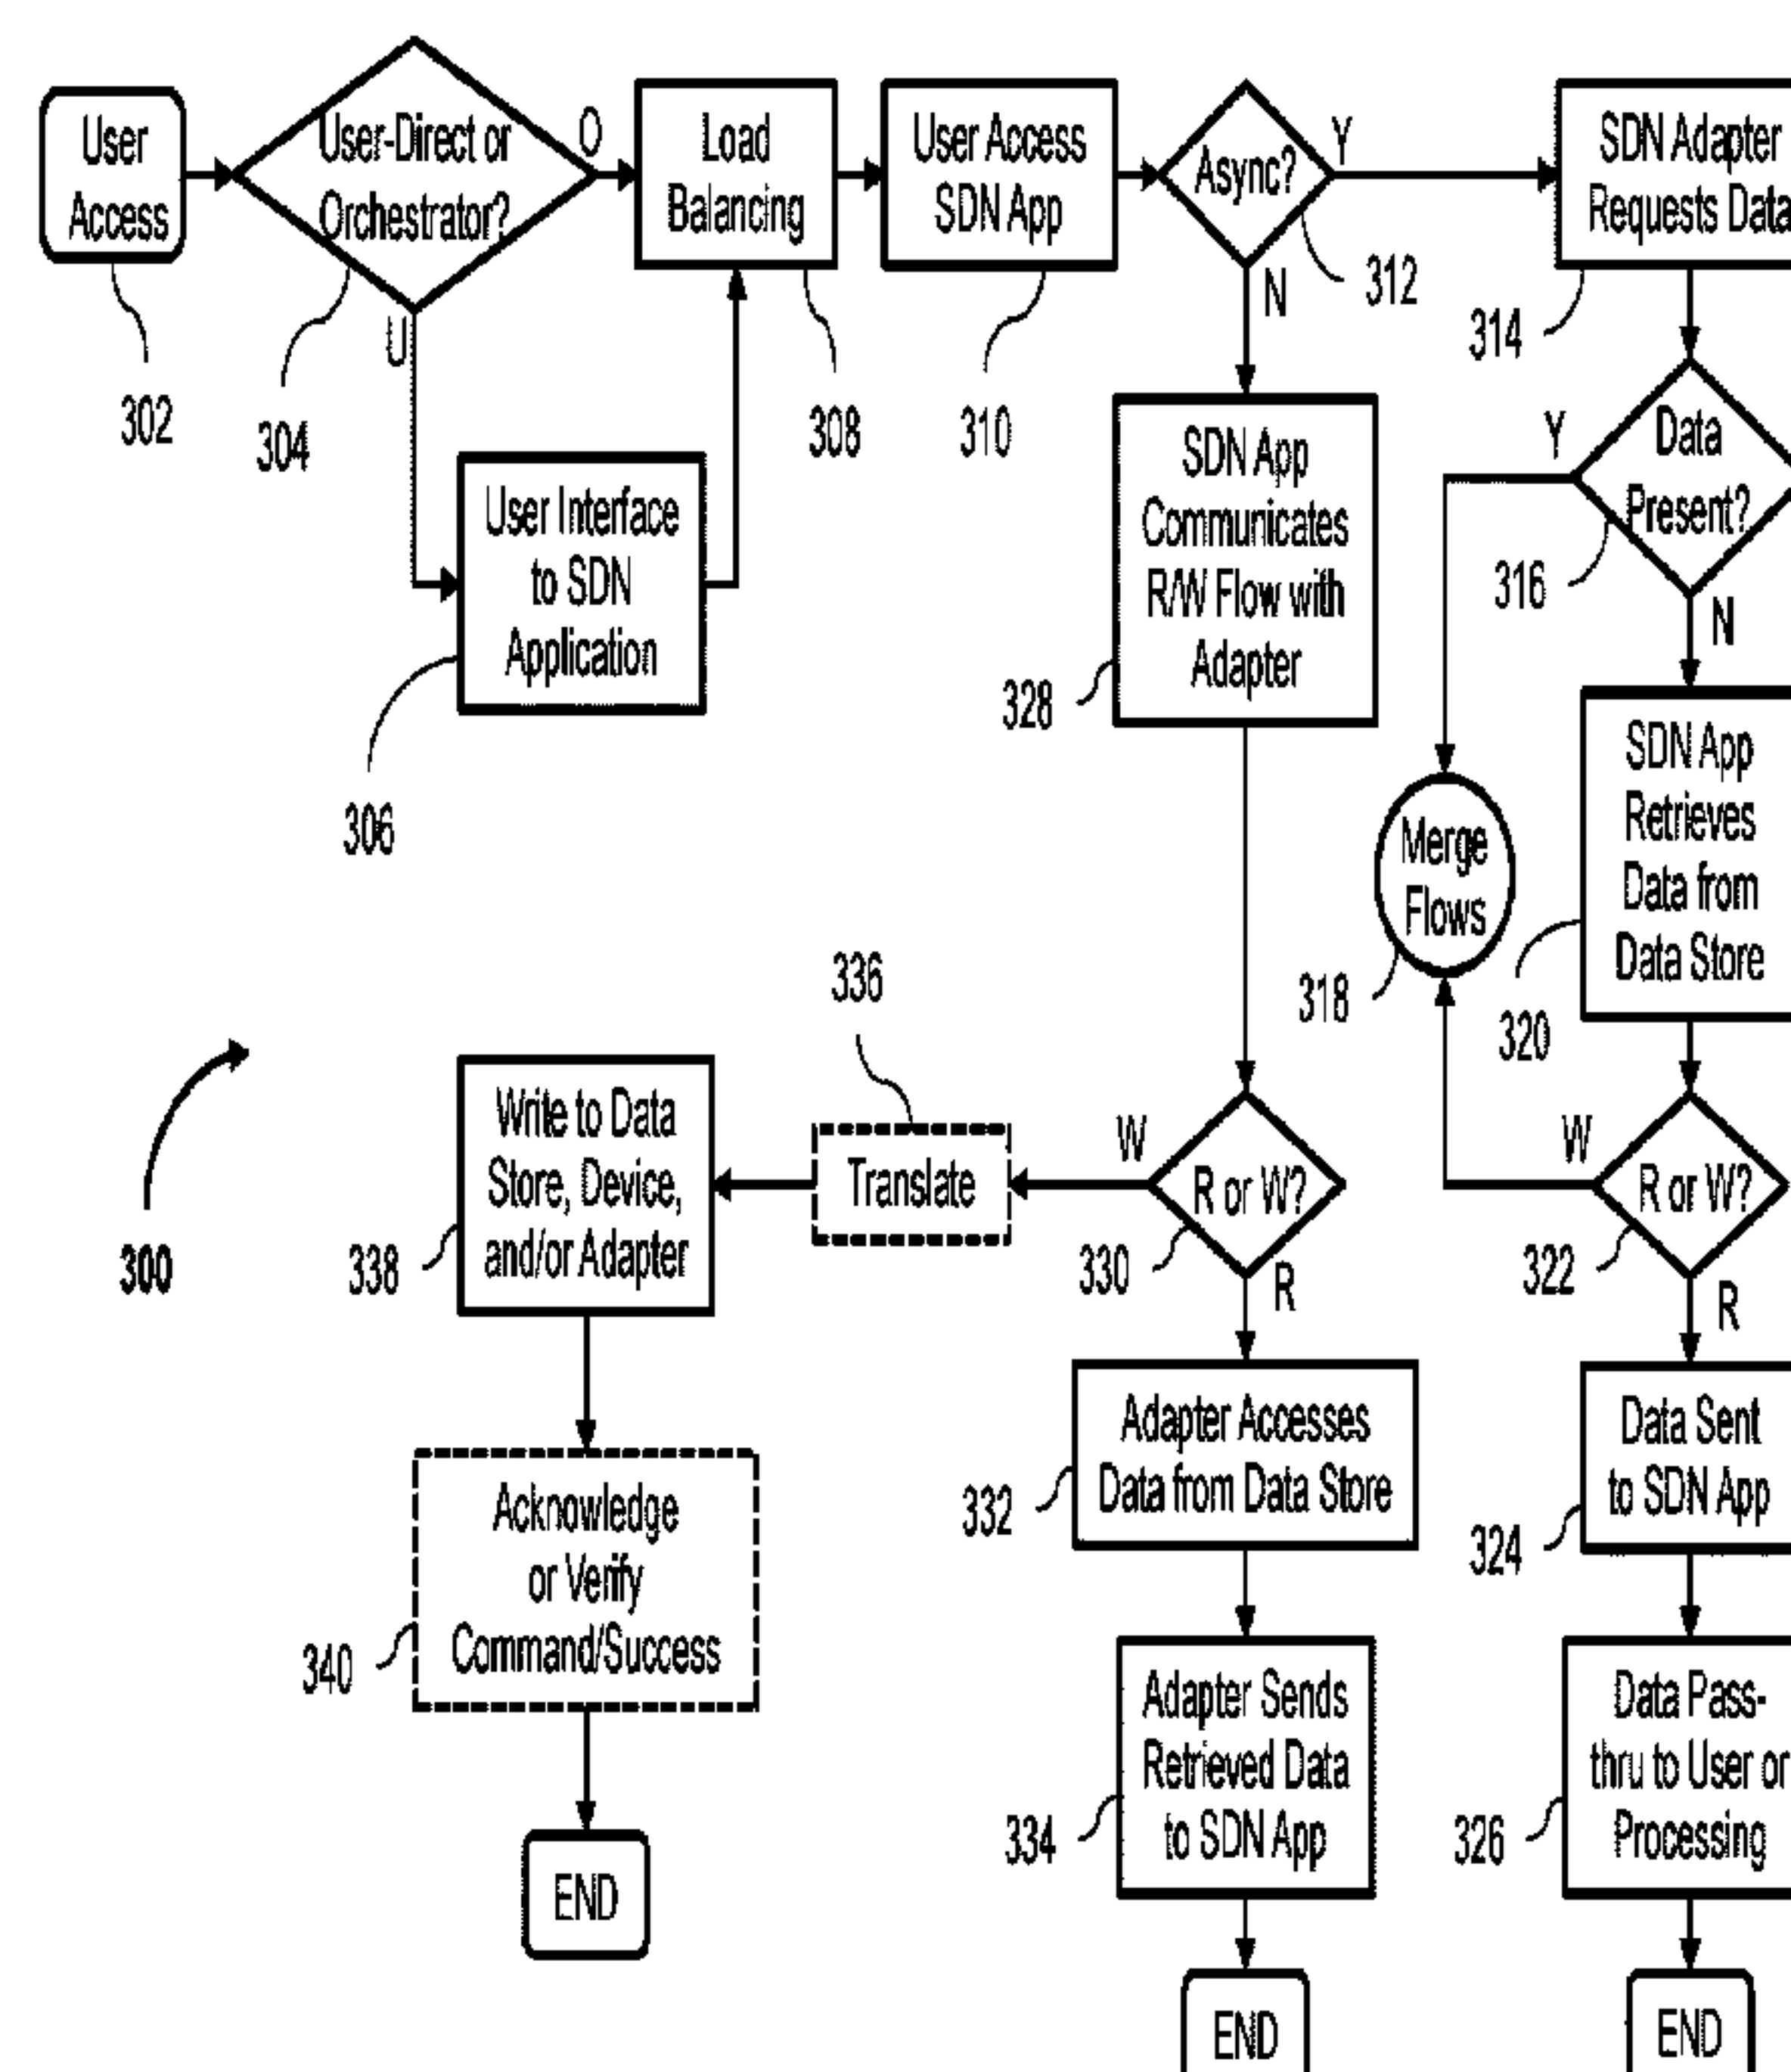 User
Access
302
User-Direct or
Orchestrator?
O
U
304
User Interface
to SDN
Application
306
Load
Balancing
308
User Access
SDN App
310
Async?
Y
N
312
SDN Adapter
Requests Data
314
Data
Present?
Y
N
316
Merge
Flows
318
SDN App
Retrieves
Data from
Data Store
320
R or W?
W
R
322
Data Sent
to SDN App
324
Data Pass-
thru to User or
Processing
326
END
SDN App
Communicates
R/W Flow with
Adapter
328
R or W?
W
R
330
Adapter Accesses
Data from Data Store
332
Adapter Sends
Retrieved Data
to SDN App
334
END
336
Translate
Write to Data
Store, Device,
and/or Adapter
338
Acknowledge
or Verify
Command/Success
340
END
300